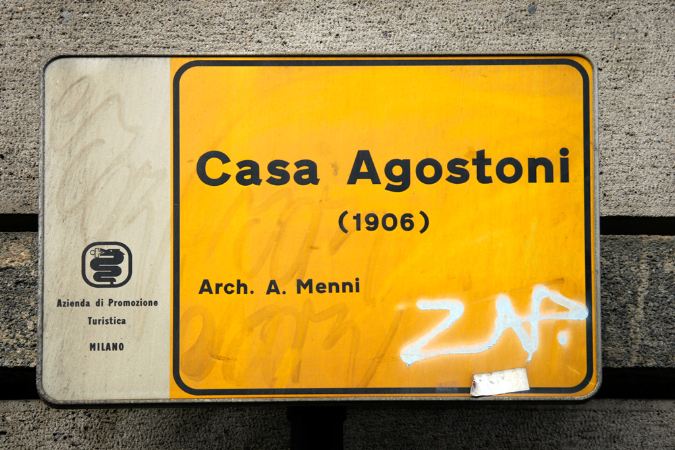 Casa Agostoni
(1906)
Arch. A. Menni
Azienda di Promozione
Turistica
MILANO
ZAP.